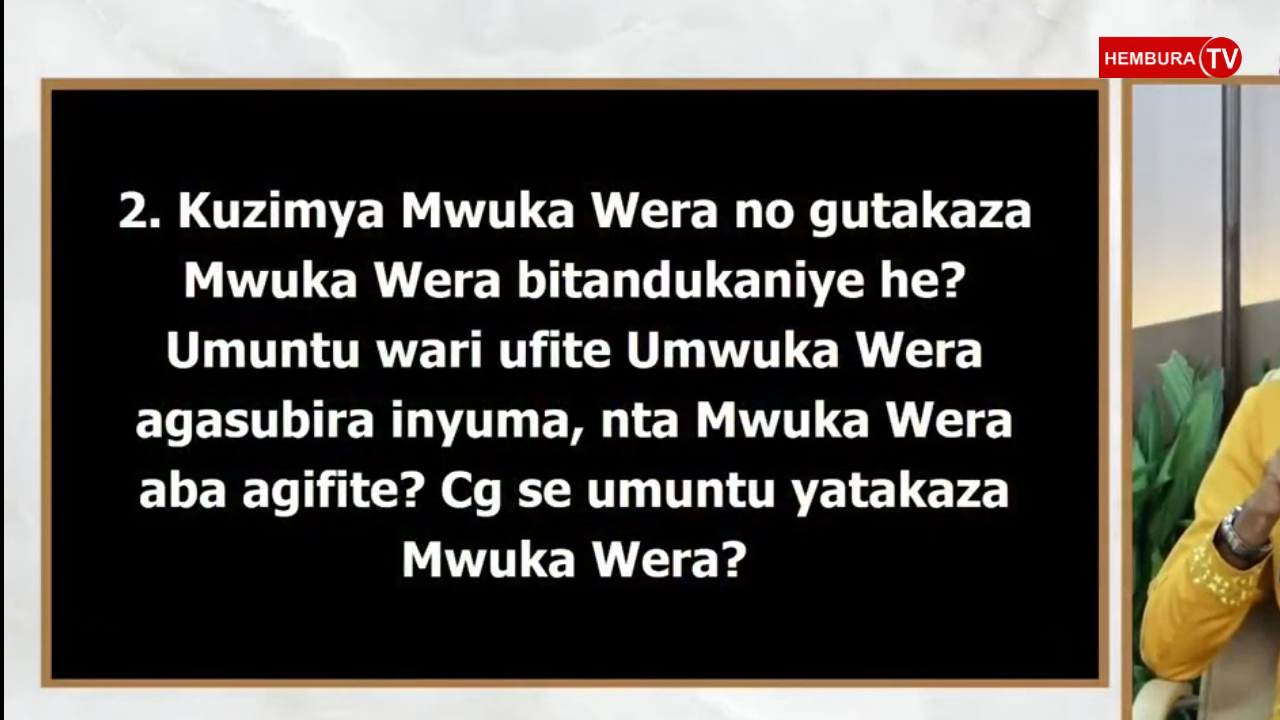 HEMBURA TV
2. Kuzimya Mwuka Wera no gutakaza
Mwuka Wera bitandukaniye he?
Umuntu wari ufite Umwuka Wera
agasubira inyuma, nta Mwuka Wera
aba agifite? Cg se umuntu yatakaza
Mwuka Wera?